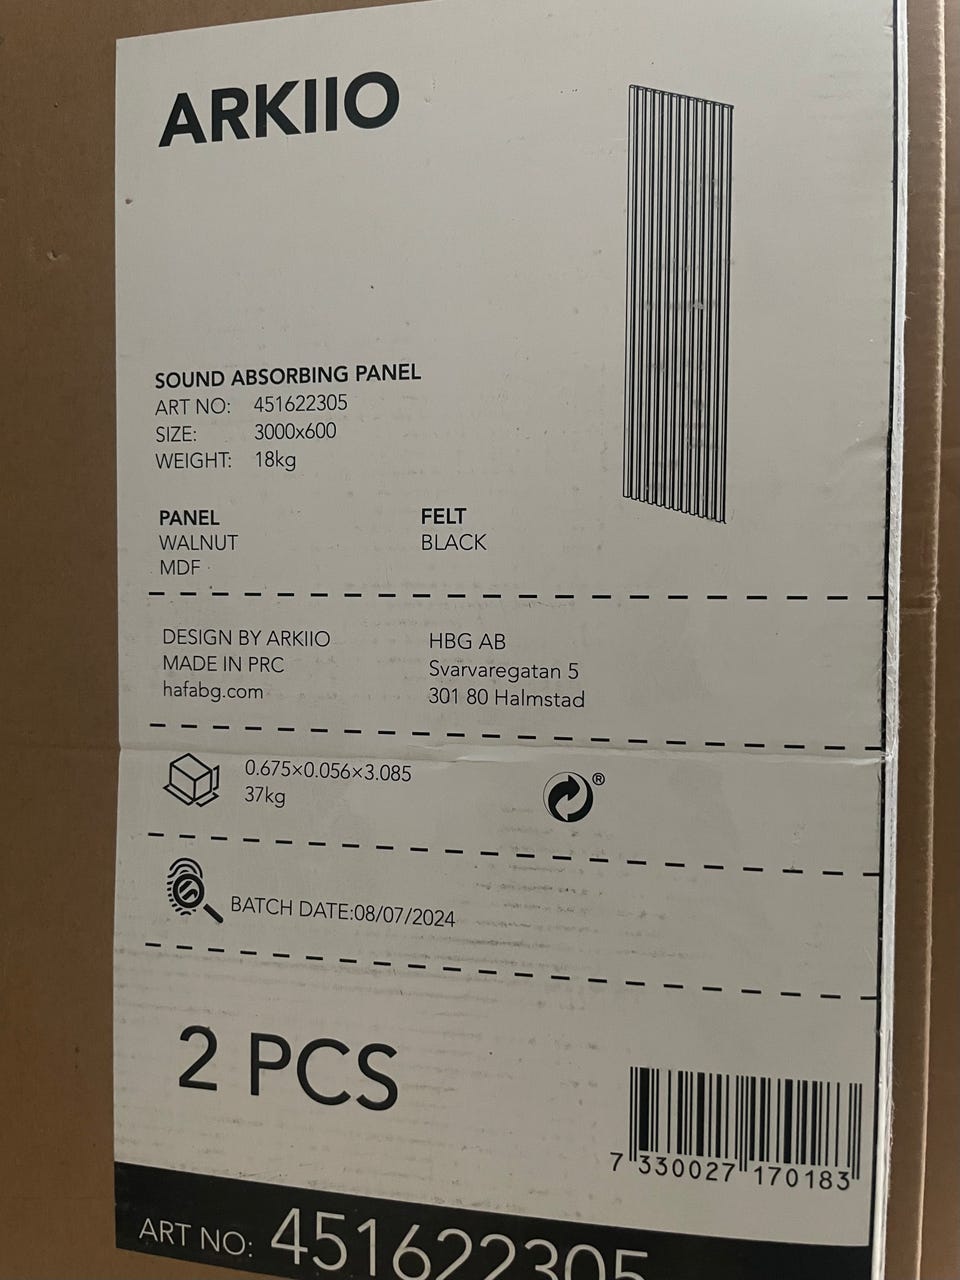 ARKIIO
SOUND ABSORBING PANEL
ART NO: 451622305
SIZE: 3000x600
WEIGHT: 18kg
PANEL FELT
WALNUT BLACK
MDF
DESIGN BY ARKIIO HBG AB
MADE IN PRC Svarvaregatan 5
hafabg.com 301 80 Halmstad
0.675×0.056×3.085 ®
37kg
BATCH DATE:08/07/2024
2 PCS
7 330027 170183
ART NO: 451622305